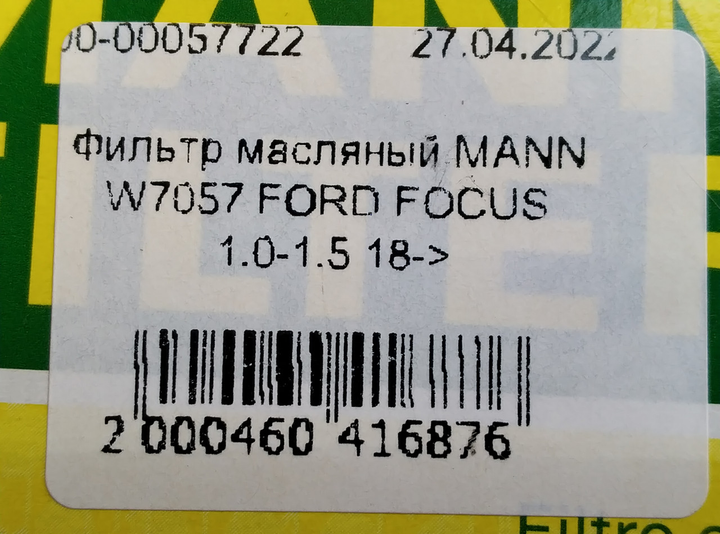 00-00057722 27.04.2022
Фильтр масляный MANN
W7057 FORD FOCUS
1.0-1.5 18->
2 000460 416876
Filtro